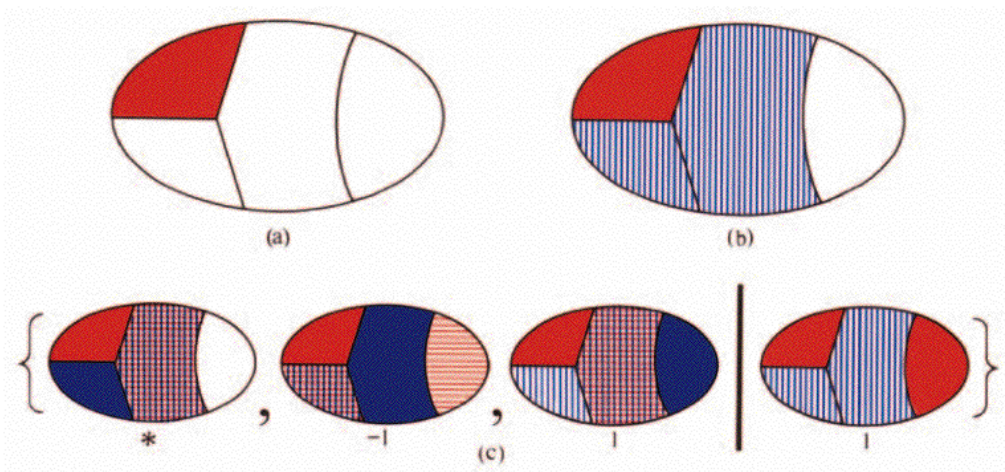 (a) (b)
{ , , | }
* −1 1 1
(c)